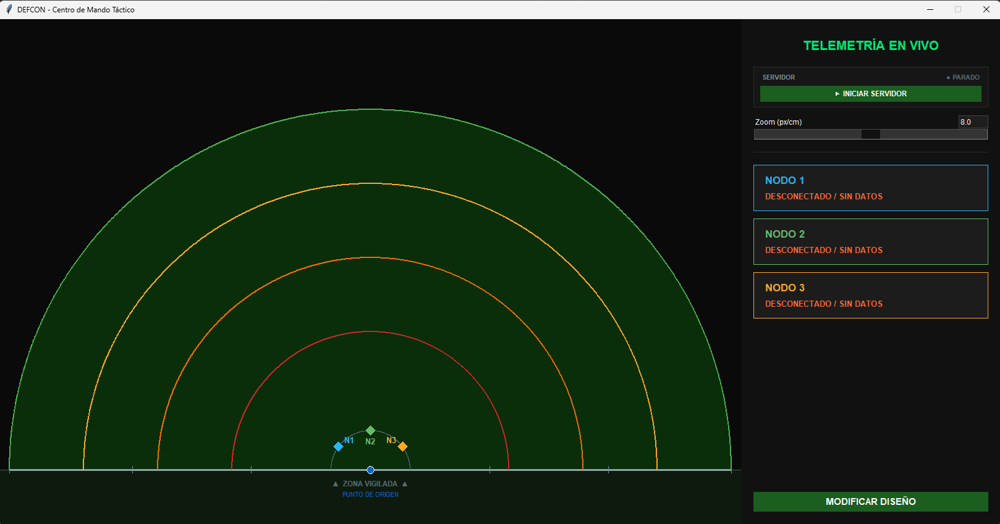 DEFCON - Centro de Mando Táctico
TELEMETRÍA EN VIVO
SERVIDOR
● PARADO
► INICIAR SERVIDOR
Zoom (px/cm)
8.0
NODO 1
DESCONECTADO / SIN DATOS
NODO 2
DESCONECTADO / SIN DATOS
NODO 3
DESCONECTADO / SIN DATOS
N1
N2
N3
▲ ZONA VIGILADA ▲
PUNTO DE ORIGEN
MODIFICAR DISEÑO